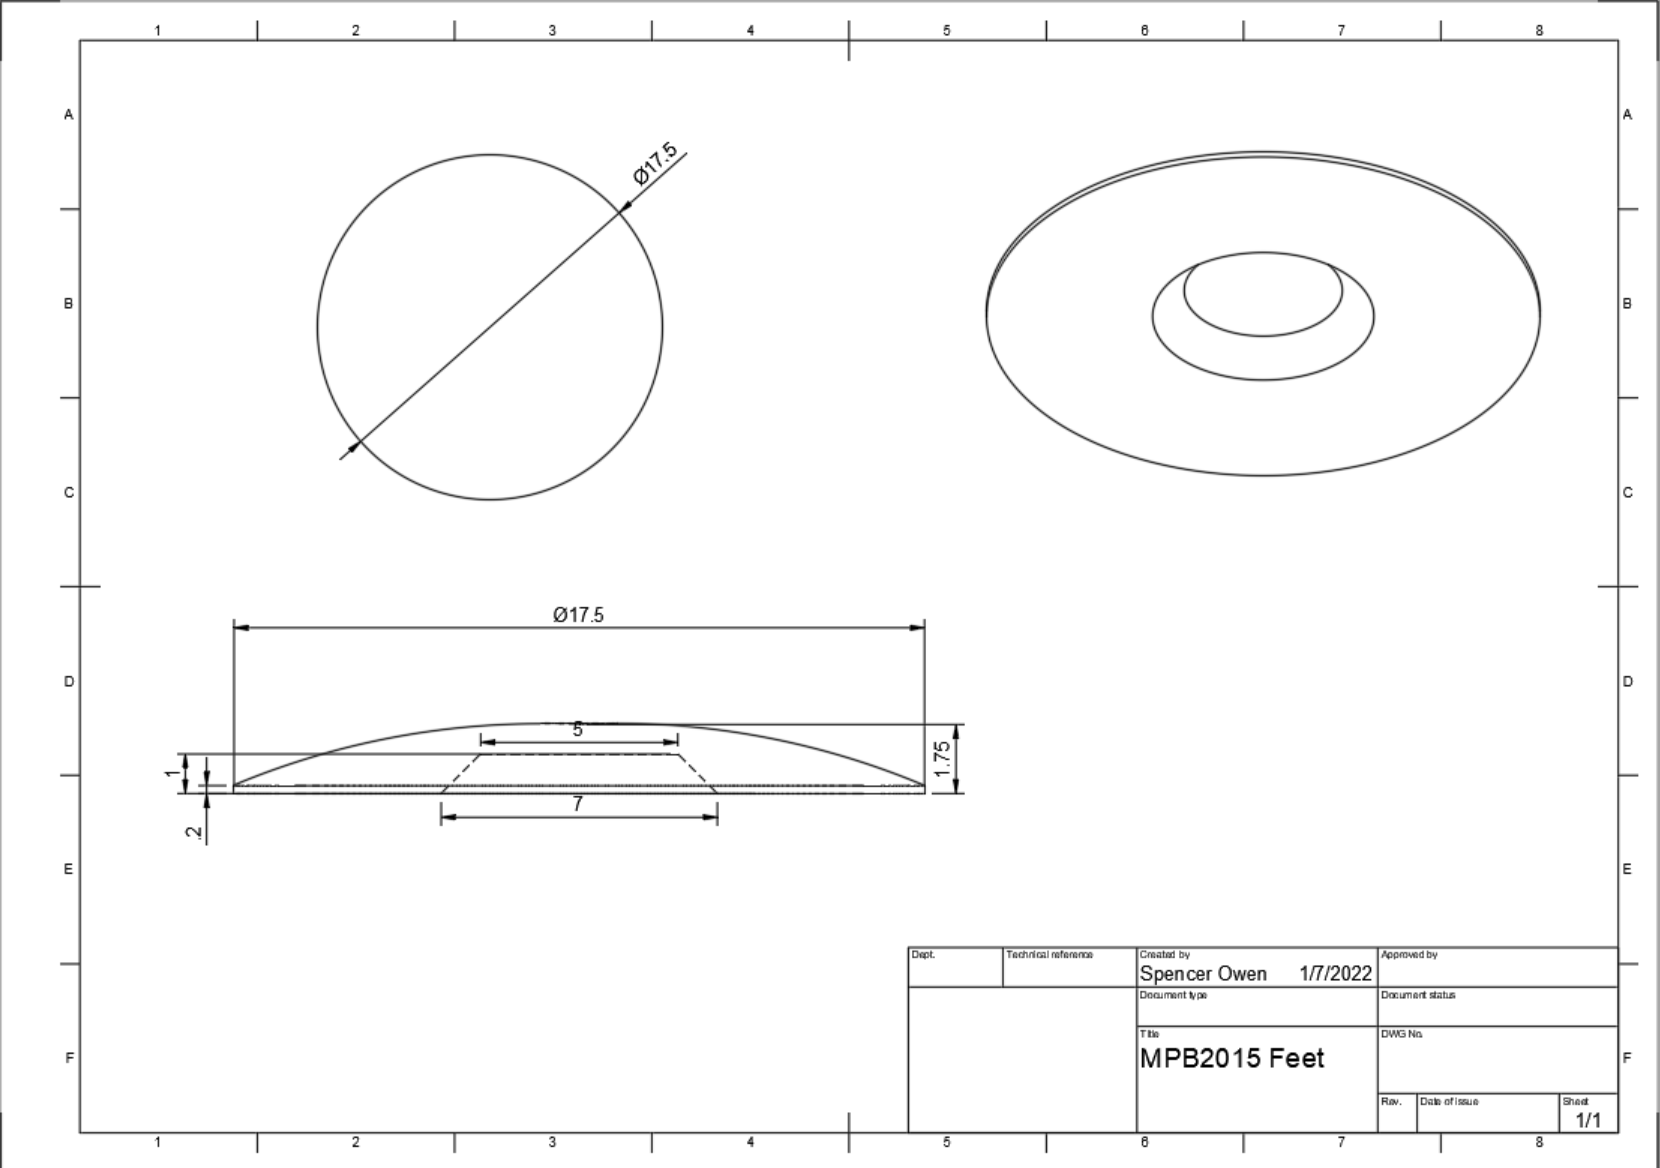 1 2 3 4 5 6 7 8
A A
Ø17.5
B B
C C
Ø17.5
D D
5
1.75
1
7
.2
E E
Dept. Technical reference Created by Approved by
Spencer Owen 1/7/2022
Document type Document status
Title DWG No.
MPB2015 Feet
F F
Rev. Date of issue Sheet
1/1
1 2 3 4 5 6 7 8